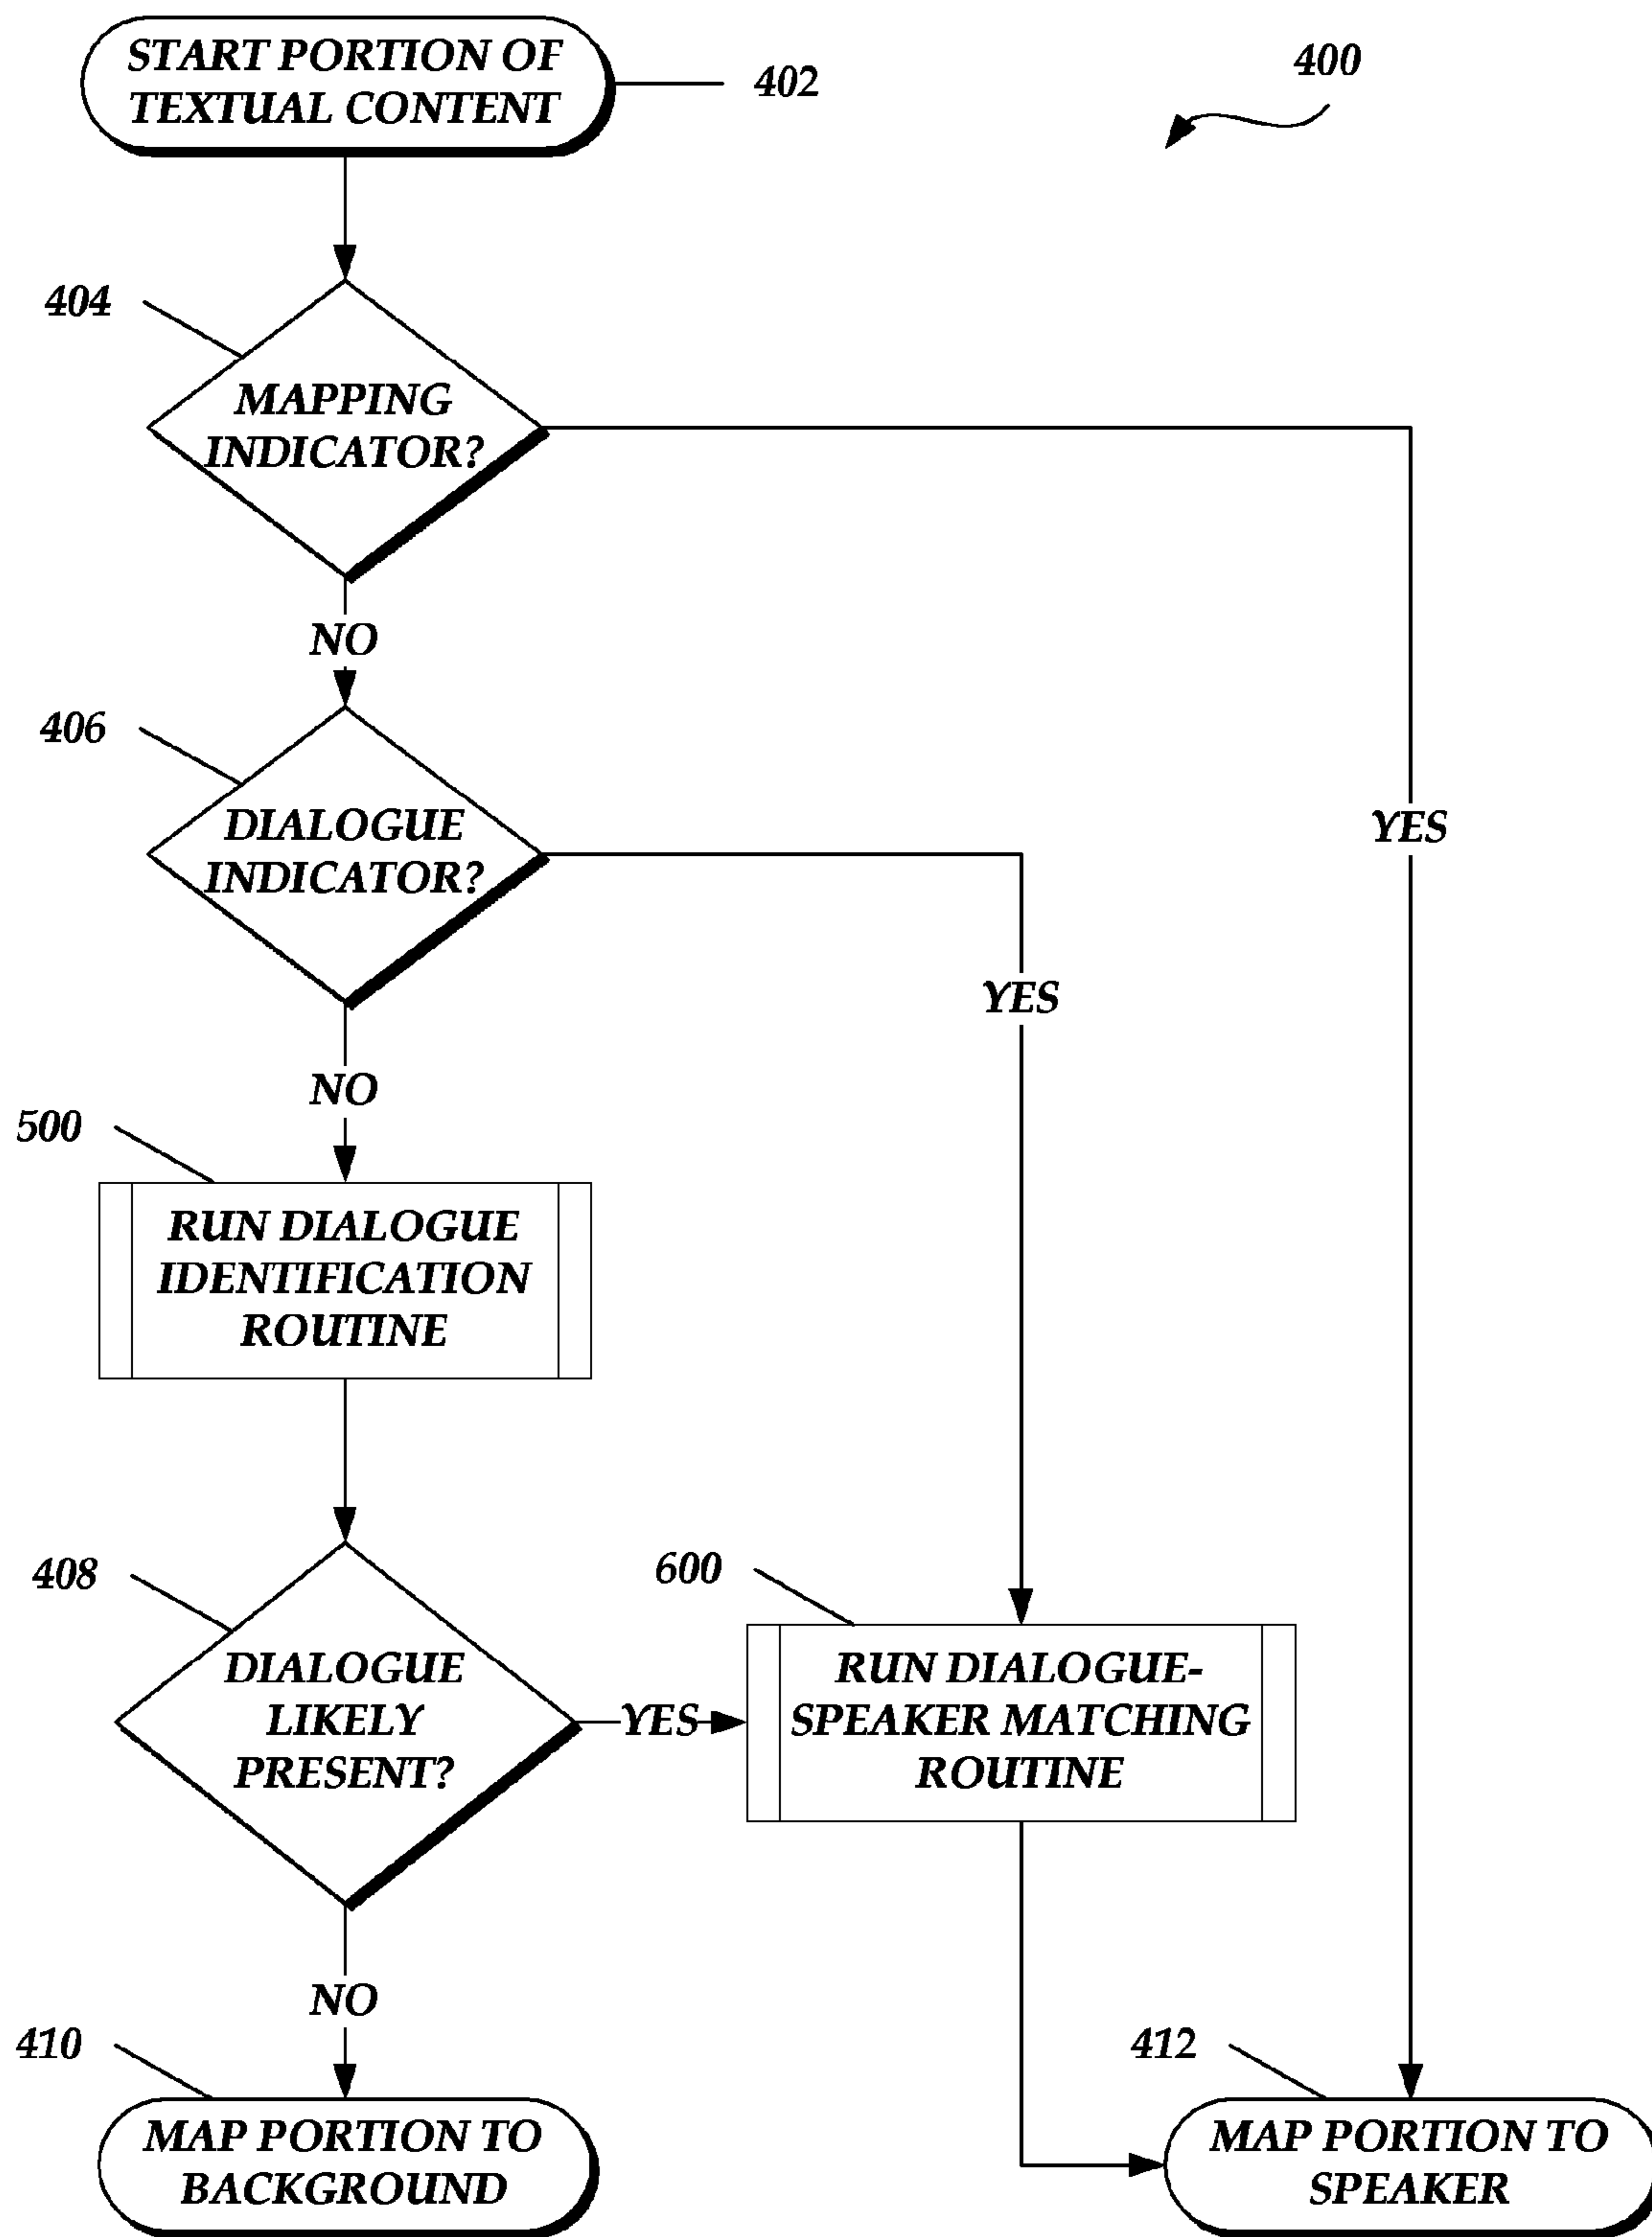 START PORTION OF
TEXTUAL CONTENT
402
400
404
MAPPING
INDICATOR?
NO
YES
406
DIALOGUE
INDICATOR?
YES
NO
500
RUN DIALOGUE
IDENTIFICATION
ROUTINE
408
DIALOGUE
LIKELY
PRESENT?
YES
600
RUN DIALOGUE-
SPEAKER MATCHING
ROUTINE
NO
410
MAP PORTION TO
BACKGROUND
412
MAP PORTION TO
SPEAKER